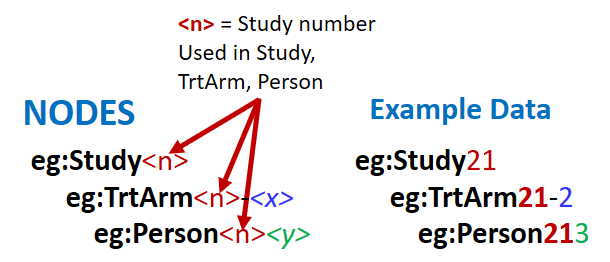 <n> = Study number
Used in Study,
TrtArm, Person
NODES
eg:Study<n>
eg:TrtArm<n>-<x>
eg:Person<n><y>
Example Data
eg:Study21
eg:TrtArm21-2
eg:Person213